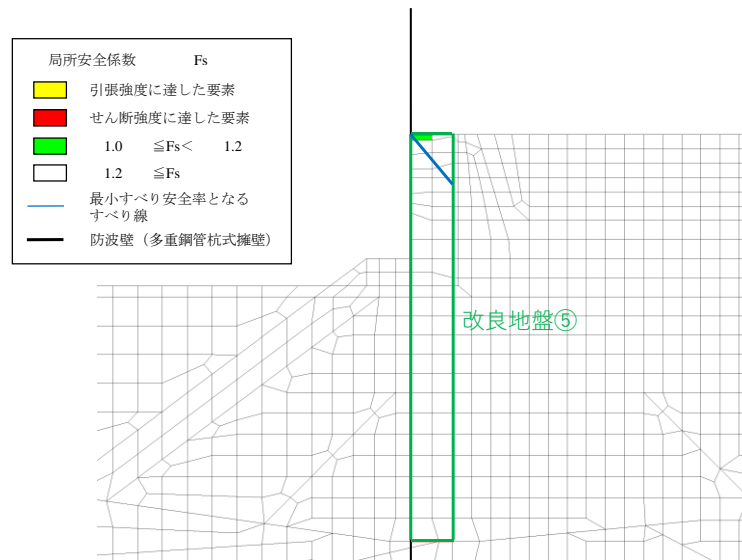 局所安全係数 Fs
引張強度に達した要素
せん断強度に達した要素
1.0 ≦Fs< 1.2
1.2 ≦Fs
最小すべり安全率となる
すべり線
防波壁（多重鋼管杭式擁壁）
改良地盤⑤